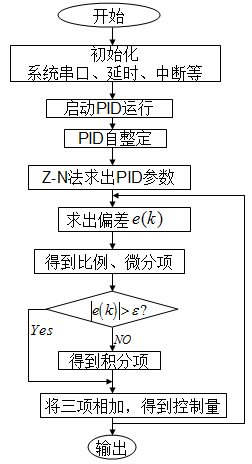 开始
初始化
系统串口、延时、中断等
启动PID运行
PID自整定
Z-N法求出PID参数
求出偏差e(k)
得到比例、微分项
|e(k)|>ε?
Yes
NO
得到积分项
将三项相加，得到控制量
输出